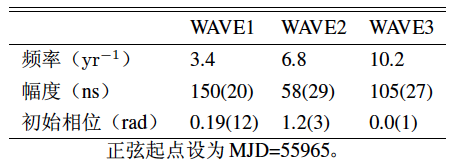 WAVE1 WAVE2 WAVE3
频率（yr⁻¹） 3.4 6.8 10.2
幅度（ns） 150(20) 58(29) 105(27)
初始相位（rad） 0.19(12) 1.2(3) 0.0(1)
正弦起点设为 MJD=55965。